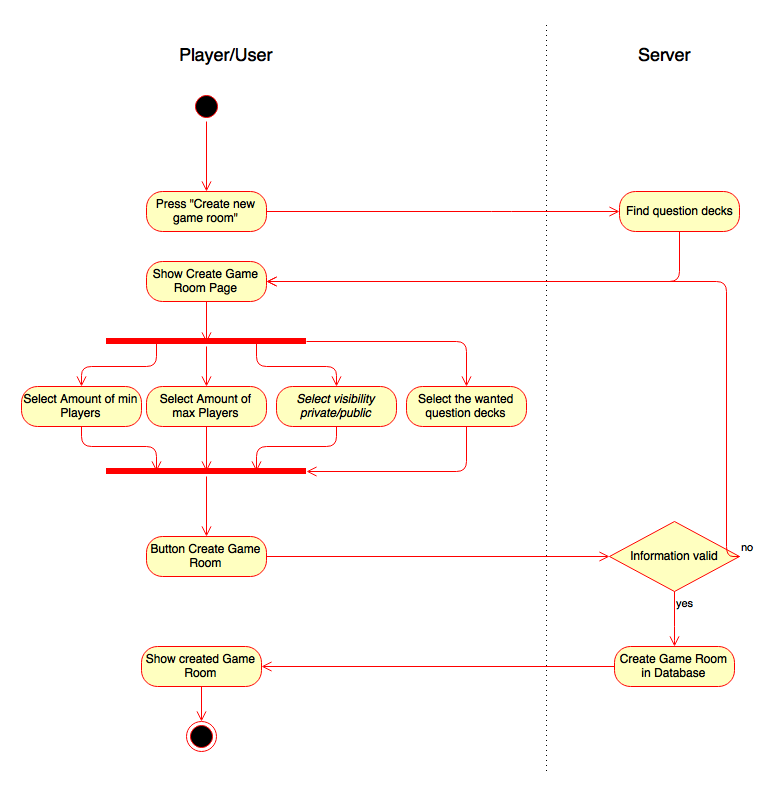 Player/User
Server
Press "Create new
game room"
Find question decks
Show Create Game
Room Page
Select Amount of min
Players
Select Amount of
max Players
Select visibility
private/public
Select the wanted
question decks
Button Create Game
Room
Information valid
no
yes
Show created Game
Room
Create Game Room
in Database